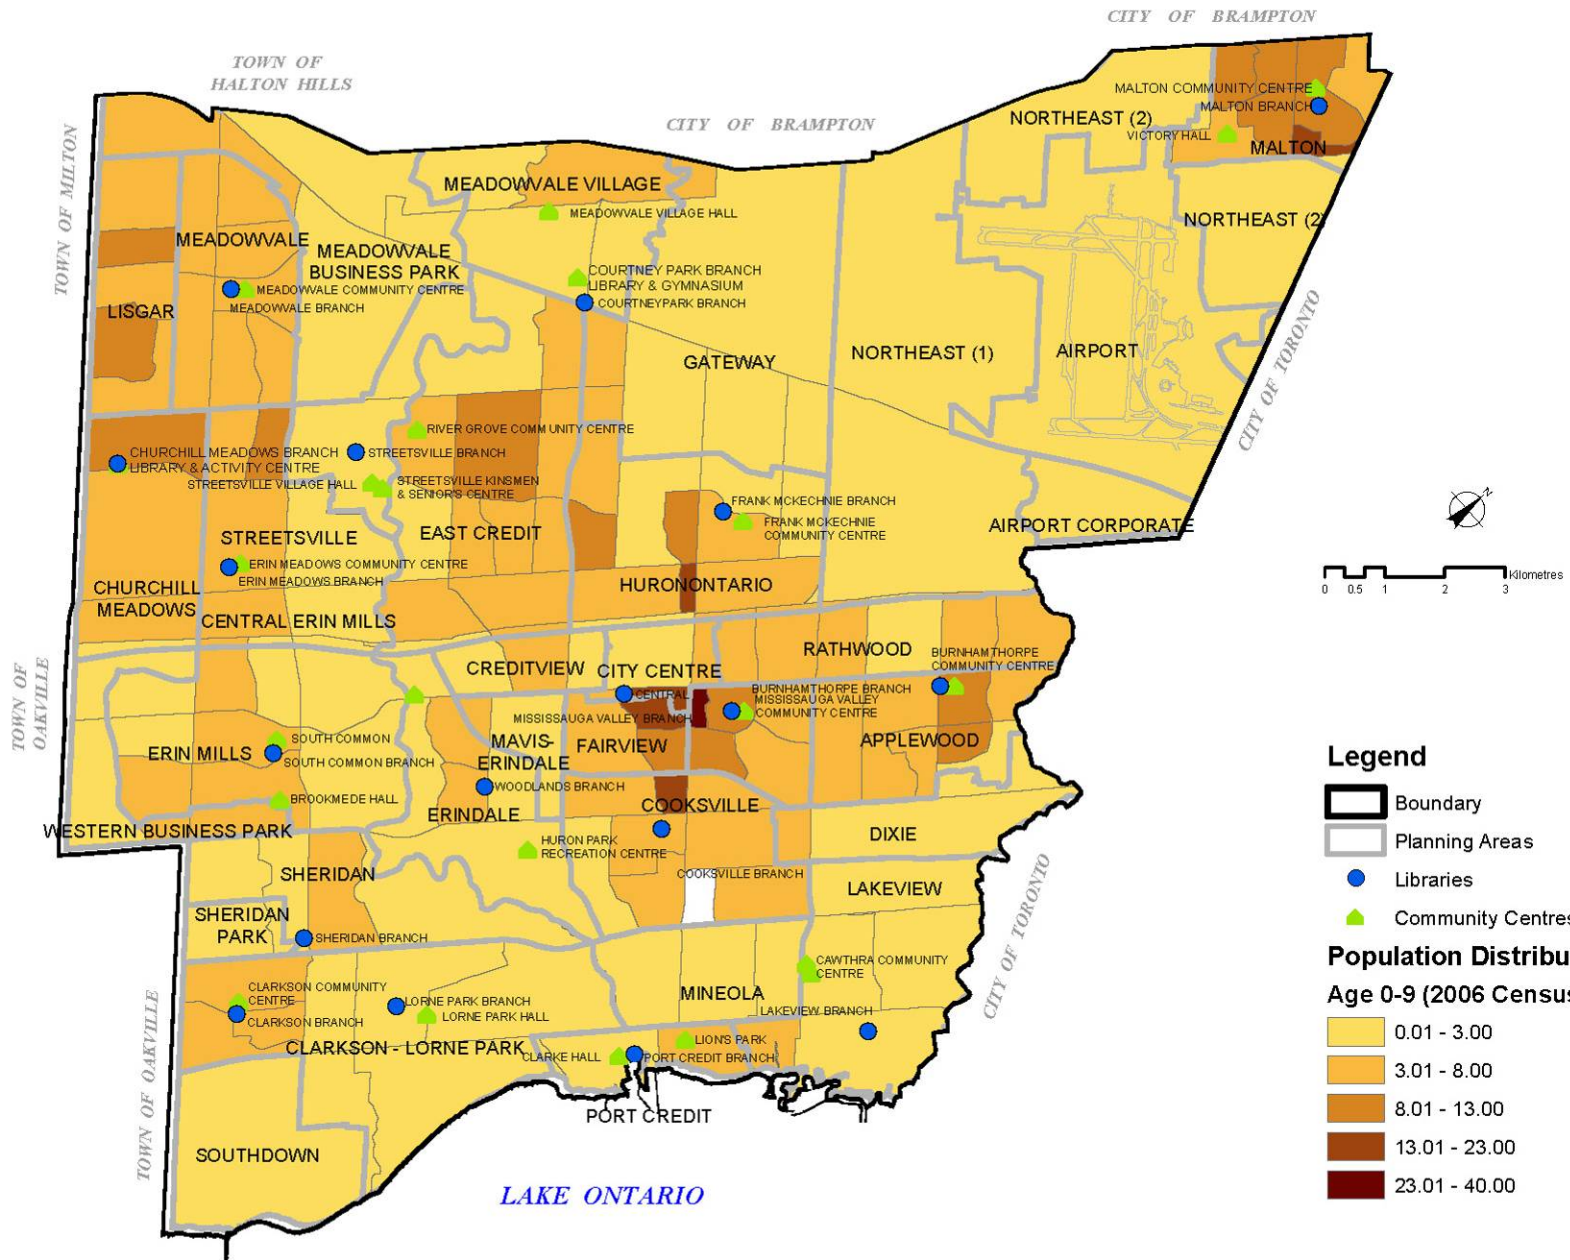 CITY OF BRAMPTON
TOWN OF
HALTON HILLS
CITY OF BRAMPTON
TOWN OF MILTON
MALTON COMMUNITY CENTRE
MALTON BRANCH
NORTHEAST (2)
VICTORY HALL
MALTON
MEADOWVALE VILLAGE
MEADOWVALE VILLAGE HALL
NORTHEAST (2)
MEADOWVALE
MEADOWVALE
BUSINESS PARK
COURTNEY PARK BRANCH
LIBRARY & GYMNASIUM
COURTNEYPARK BRANCH
MEADOWVALE COMMUNITY CENTRE
MEADOWVALE BRANCH
LISGAR
GATEWAY
NORTHEAST (1)
AIRPORT
CITY OF TORONTO
RIVER GROVE COMMUNITY CENTRE
CHURCHILL MEADOWS BRANCH
LIBRARY & ACTIVITY CENTRE
STREETSVILLE BRANCH
STREETSVILLE VILLAGE HALL
STREETSVILLE KINSMEN
& SENIOR'S CENTRE
FRANK MCKECHNIE BRANCH
FRANK MCKECHNIE
COMMUNITY CENTRE
AIRPORT CORPORATE
STREETSVILLE
EAST CREDIT
ERIN MEADOWS COMMUNITY CENTRE
ERIN MEADOWS BRANCH
HURONONTARIO
CHURCHILL
MEADOWS
CENTRAL ERIN MILLS
N
Kilometres
0 0.5 1 2 3
TOWN OF
OAKVILLE
CREDITVIEW
CITY CENTRE
RATHWOOD
BURNHAMTHORPE
COMMUNITY CENTRE
CENTRAL
BURNHAMTHORPE BRANCH
MISSISSAUGA VALLEY
COMMUNITY CENTRE
MISSISSAUGA VALLEY BRANCH
ERIN MILLS
SOUTH COMMON
SOUTH COMMON BRANCH
MAVIS-
ERINDALE
FAIRVIEW
APPLEWOOD
WOODLANDS BRANCH
BROOKMEDE HALL
ERINDALE
COOKSVILLE
WESTERN BUSINESS PARK
DIXIE
HURON PARK
RECREATION CENTRE
SHERIDAN
COOKSVILLE BRANCH
LAKEVIEW
CITY OF TORONTO
SHERIDAN
PARK
SHERIDAN BRANCH
CAWTHRA COMMUNITY
CENTRE
CLARKSON COMMUNITY
CENTRE
CLARKSON BRANCH
LORNE PARK BRANCH
LORNE PARK HALL
MINEOLA
LAKEVIEW BRANCH
CLARKSON - LORNE PARK
LION'S PARK
CLARKE HALL
PORT CREDIT BRANCH
PORT CREDIT
TOWN OF OAKVILLE
SOUTHDOWN
LAKE ONTARIO
Legend
Boundary
Planning Areas
Libraries
Community Centres
Population Distribu
Age 0-9 (2006 Census
0.01 - 3.00
3.01 - 8.00
8.01 - 13.00
13.01 - 23.00
23.01 - 40.00